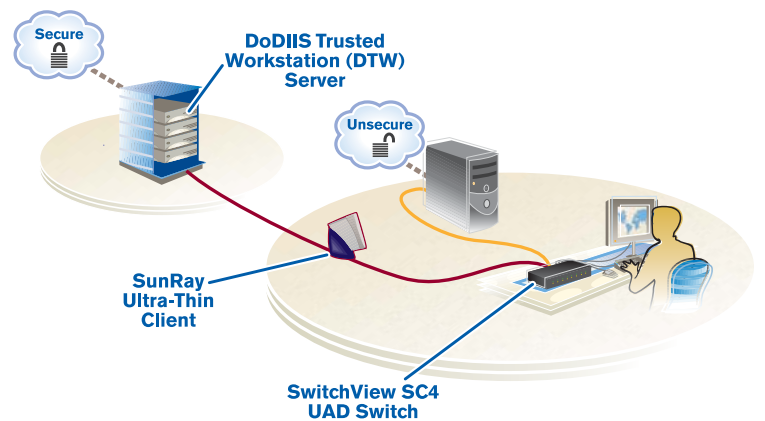 Secure
DoDIIS Trusted
Workstation (DTW)
Server
Unsecure
SunRay
Ultra-Thin
Client
SwitchView SC4
UAD Switch